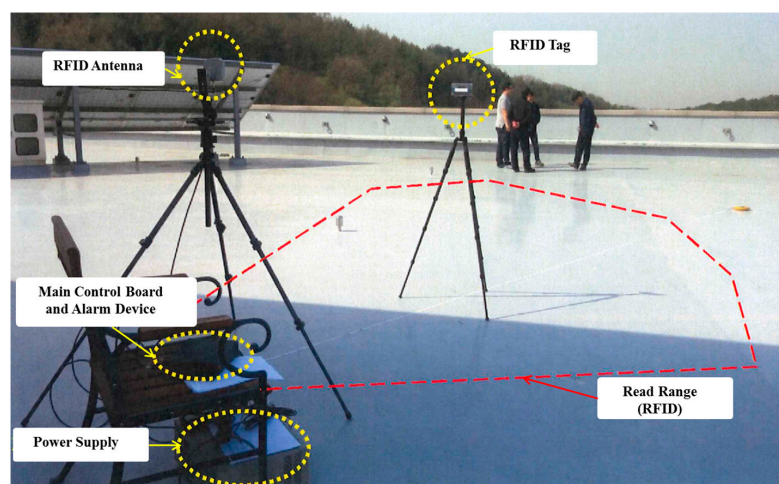 RFID Antenna
RFID Tag
Main Control Board
and Alarm Device
Read Range
(RFID)
Power Supply